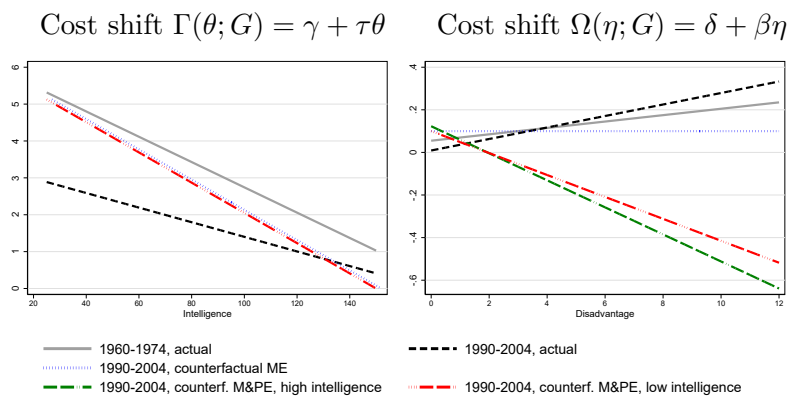 Cost shift Γ(θ; G) = γ + τθ
Cost shift Ω(η; G) = δ + βη
6
5
4
3
2
1
0
20 40 60 80 100 120 140
Intelligence
.4
.2
0
-.2
-.4
-.6
0 2 4 6 8 10 12
Disadvantage
1960-1974, actual
1990-2004, actual
1990-2004, counterfactual ME
1990-2004, counterf. M&PE, high intelligence
1990-2004, counterf. M&PE, low intelligence